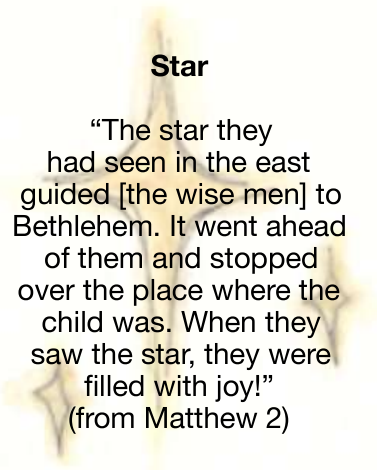 Star
“The star they
had seen in the east
guided [the wise men] to
Bethlehem. It went ahead
of them and stopped
over the place where the
child was. When they
saw the star, they were
filled with joy!”
(from Matthew 2)